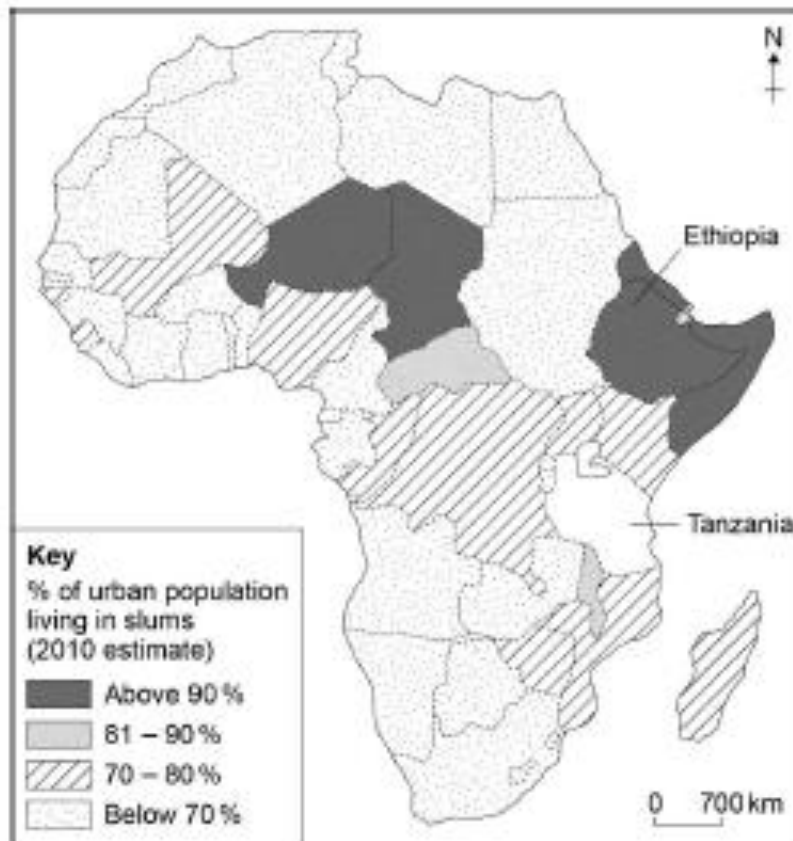 N
Ethiopia
Tanzania
Key
% of urban population
living in slums
(2010 estimate)
Above 90%
81 – 90%
70 – 80%
Below 70%
0 700 km